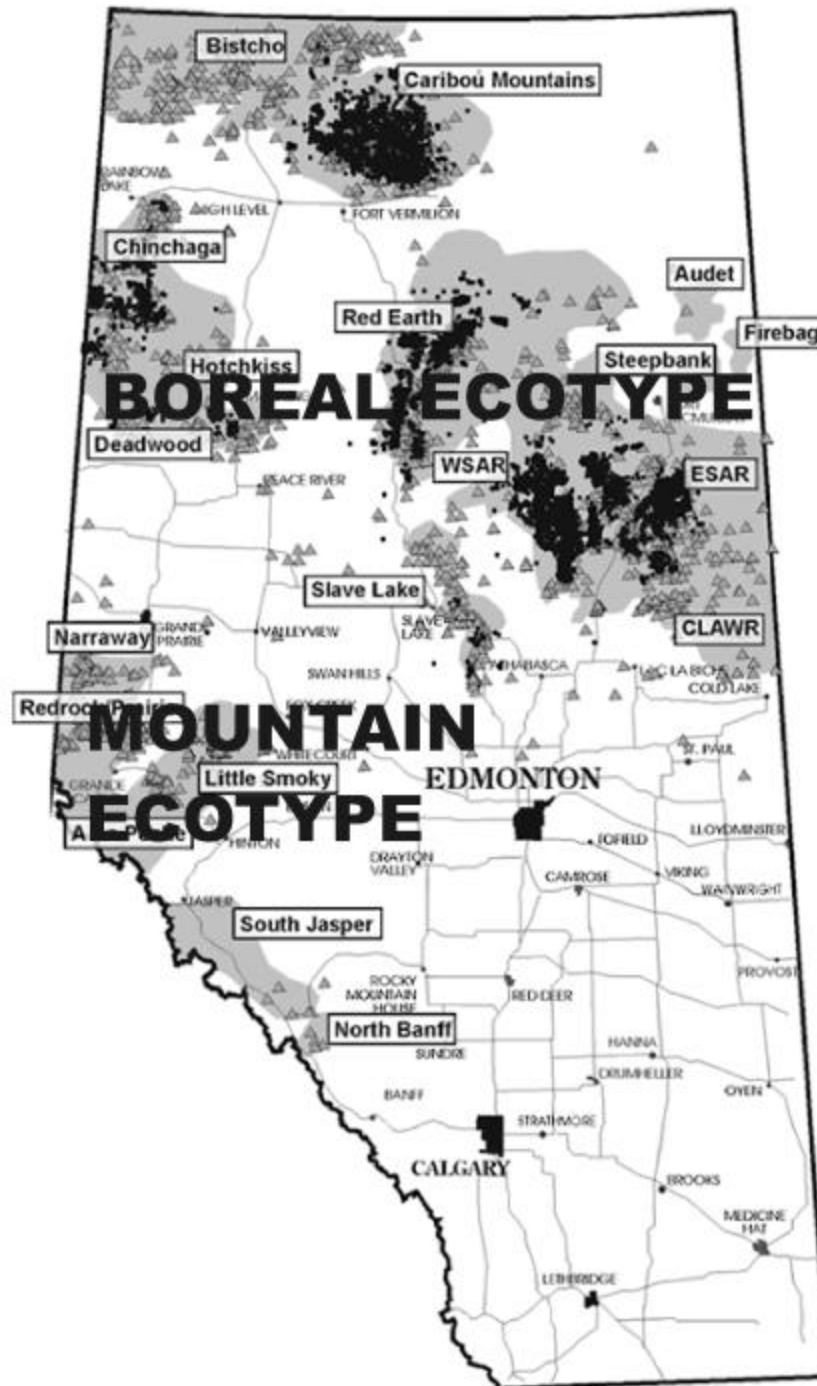 Bistcho
Caribou Mountains
RAINBOW
LAKE
HIGH LEVEL
FORT VERMILION
Chinchaga
Audet
Red Earth
Firebag
Hotchkiss
Steepbank
BOREAL ECOTYPE
Deadwood
WSAR
ESAR
PEACE RIVER
Slave Lake
SLAVE
LAKE
Narraway
GRANDE
PRAIRIE
VALLEYVIEW
CLAWR
SWAN HILLS
ATHABASCA
LAC LA BICHE
COLD LAKE
MOUNTAIN
ECOTYPE
WHITECOURT
ST. PAUL
Little Smoky
GRANDE
EDMONTON
HINTON
TOFIELD
LLOYDMINSTER
DRAYTON
VALLEY
CAMROSE
VIKING
WAINWRIGHT
JASPER
South Jasper
PROVOST
ROCKY
MOUNTAIN
HOUSE
RED DEER
North Banff
SUNDRE
HANNA
DRUMHELLER
OYEN
BANFF
STRATHMORE
CALGARY
BROOKS
MEDICINE
HAT
LETHBRIDGE